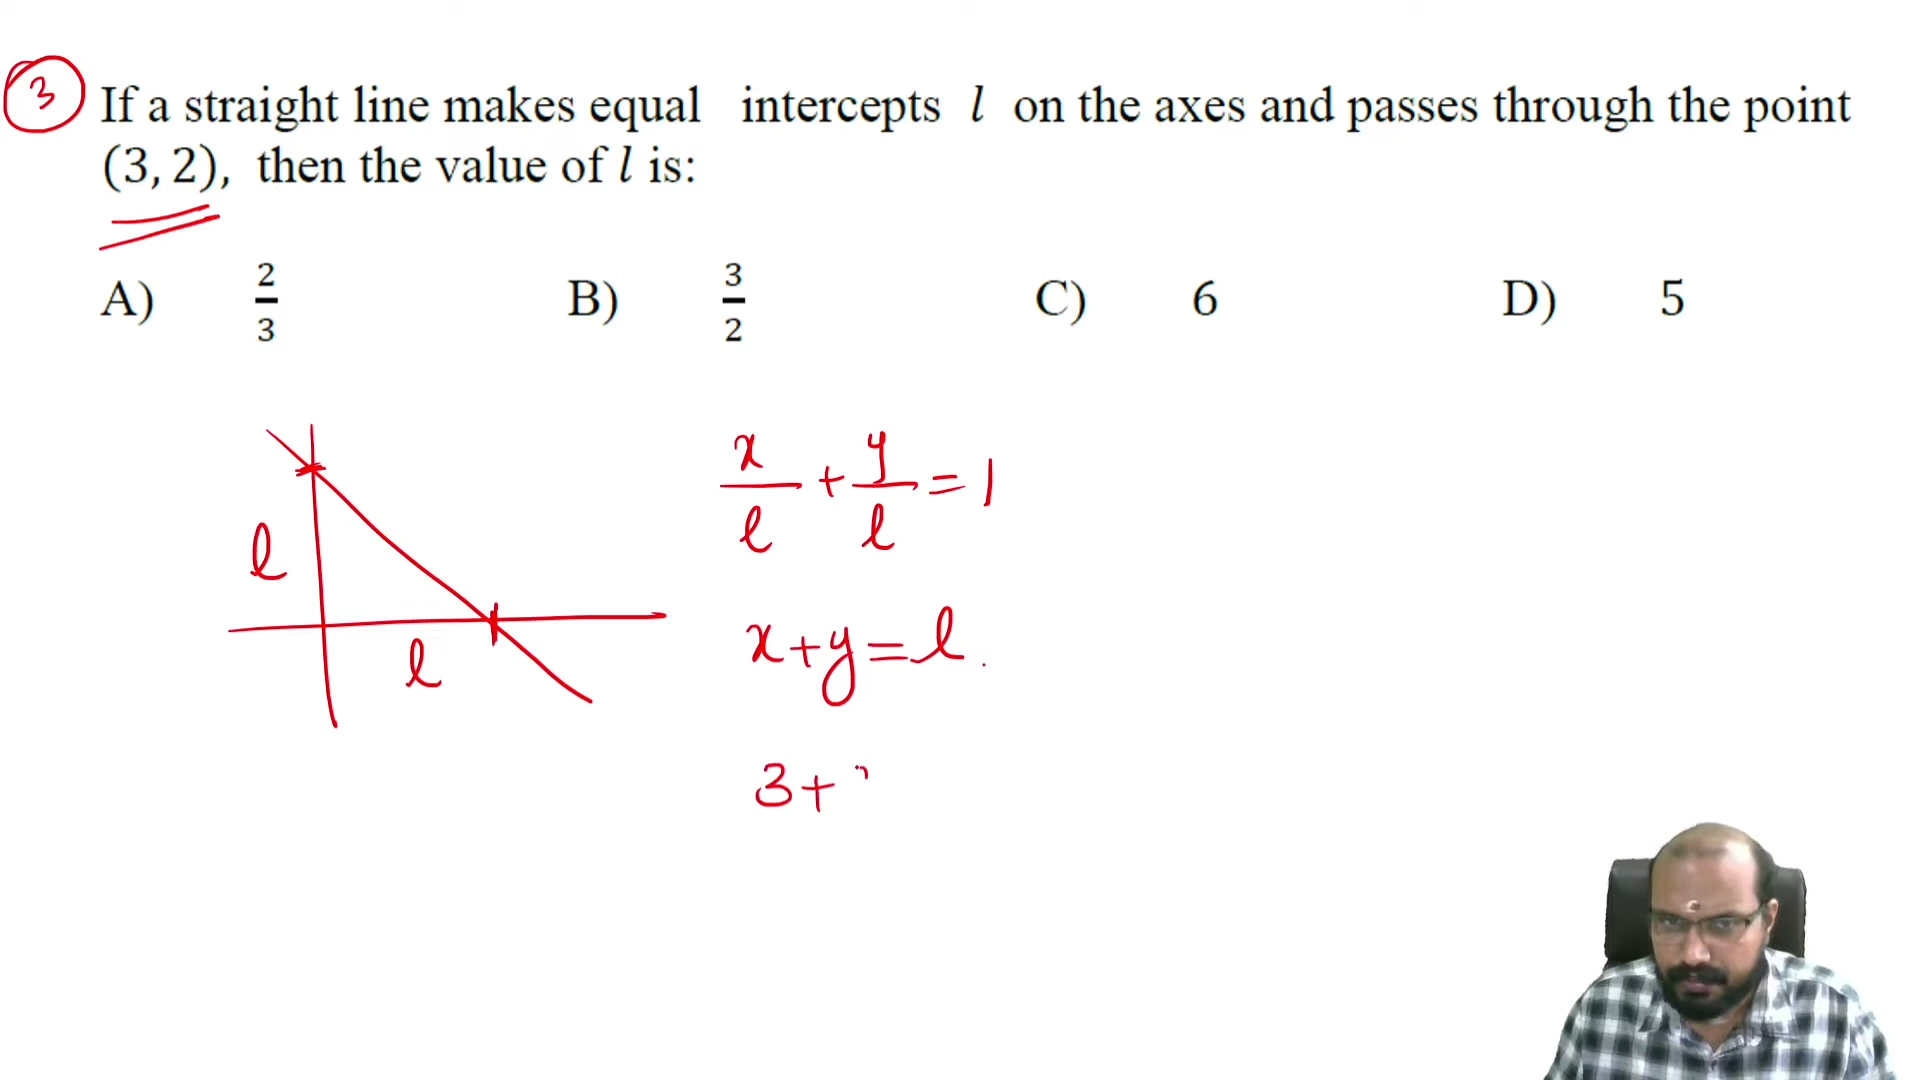 3 If a straight line makes equal intercepts l on the axes and passes through the point
(3, 2), then the value of l is:
A) 2/3 B) 3/2 C) 6 D) 5
l
l
x/l + y/l = 1
x+y=l.
3+